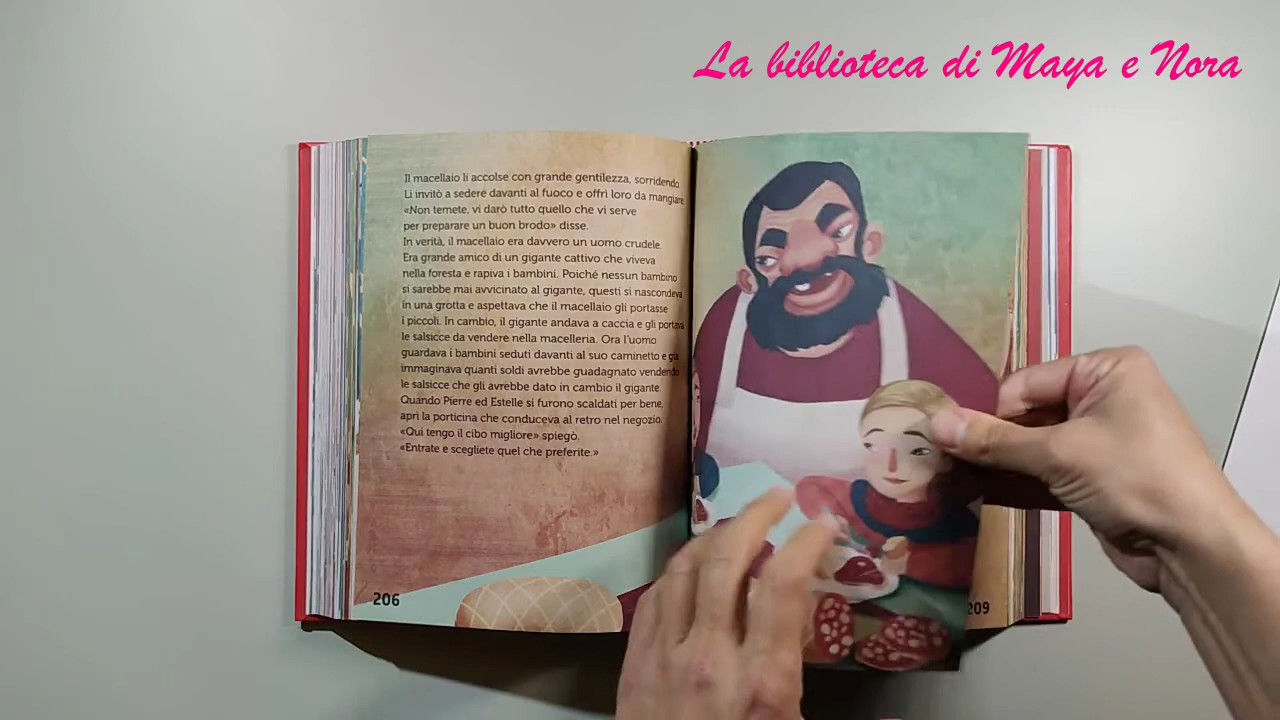 La biblioteca di Maya e Nora
Il macellaio li accolse con grande gentilezza, sorridendo.
Li invitò a sedere davanti al fuoco e offrì loro da mangiare.
«Non temete, vi darò tutto quello che vi serve
per preparare un buon brodo» disse.
In verità, il macellaio era davvero un uomo crudele.
Era grande amico di un gigante cattivo che viveva
nella foresta e rapiva i bambini. Poiché nessun bambino
si sarebbe mai avvicinato al gigante, questi si nascondeva
in una grotta e aspettava che il macellaio gli portasse
i piccoli. In cambio, il gigante andava a caccia e gli portava
le salsicce da vendere nella macelleria. Ora l'uomo
guardava i bambini seduti davanti al suo caminetto e già
immaginava quanti soldi avrebbe guadagnato vendendo
le salsicce che gli avrebbe dato in cambio il gigante.
Quando Pierre ed Estelle si furono scaldati per bene,
aprì la porticina che conduceva al retro nel negozio.
«Qui tengo il cibo migliore» spiegò.
«Entrate e scegliete quel che preferite.»
206
209